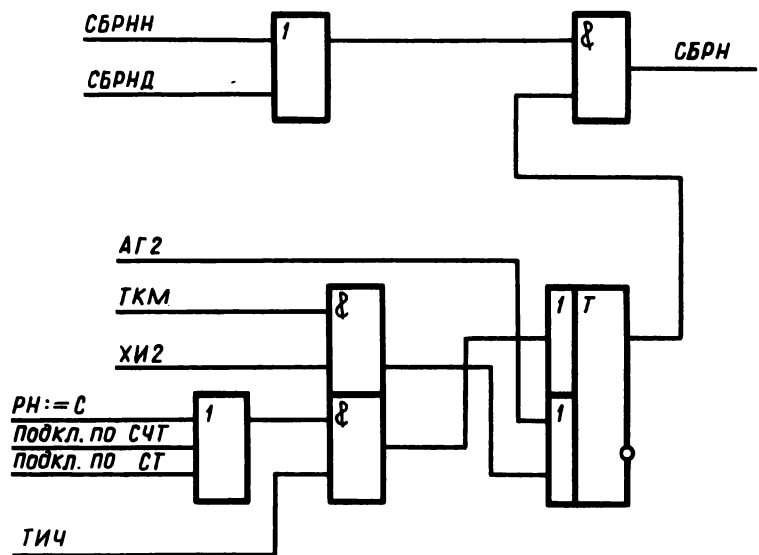 СБРНН
1
&
СБРН
СБРНД
АГ2
ТКМ
&
1 Т
ХИ2
РН:=С
1
&
1
ПОДКЛ. ПО СЧТ
ПОДКЛ. ПО СТ
ТИЧ